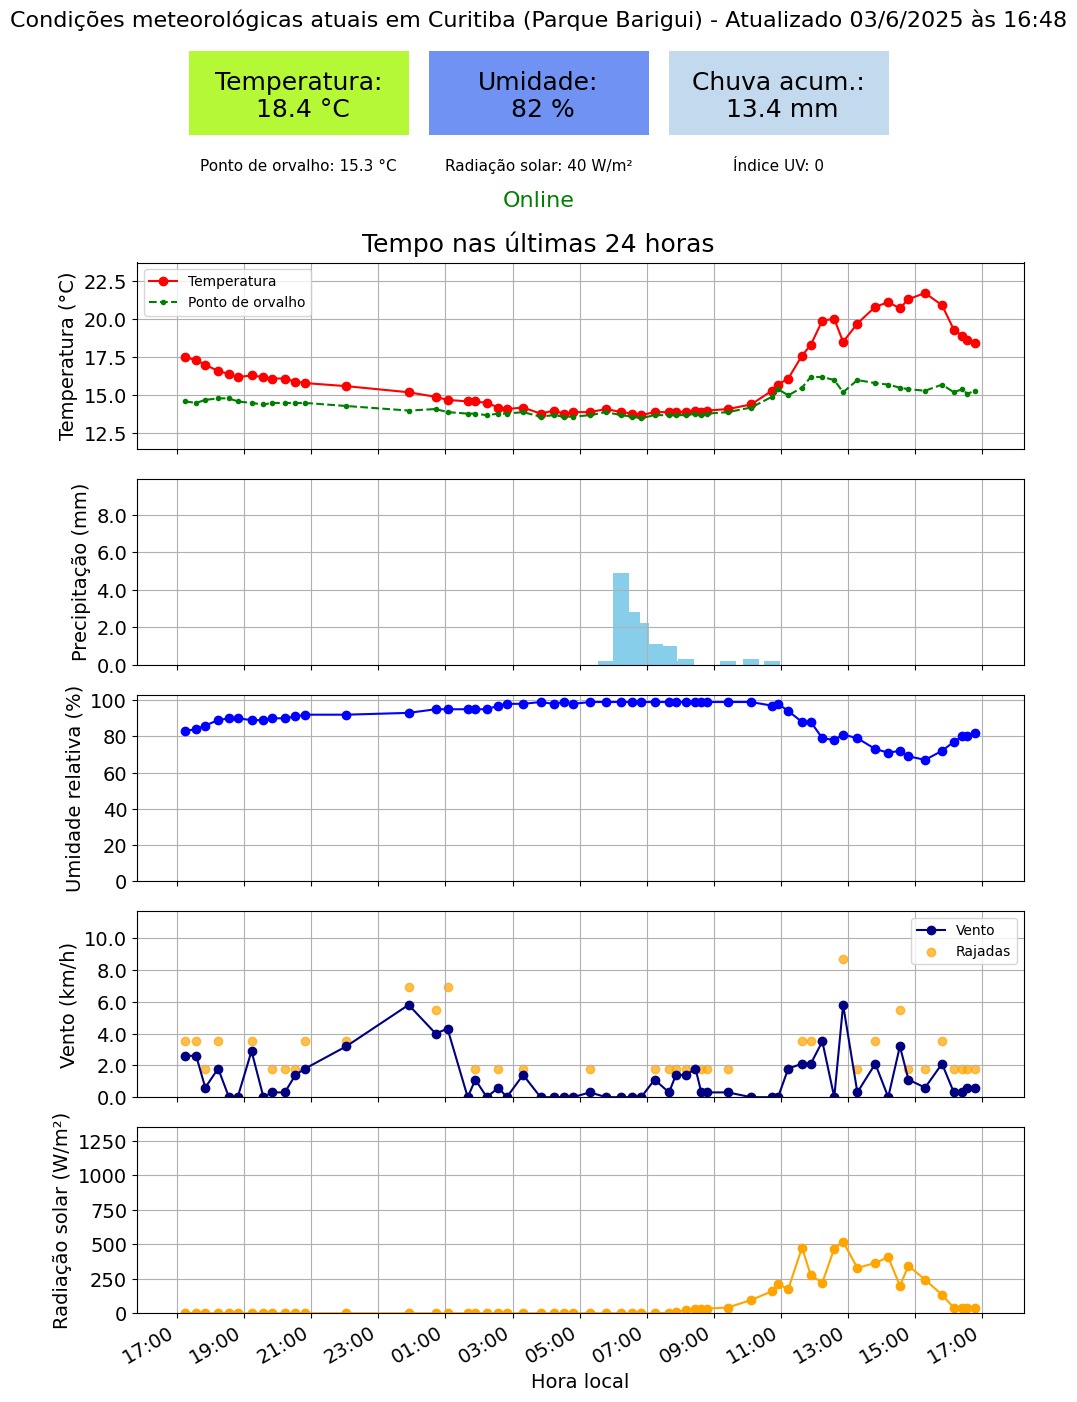 Condições meteorológicas atuais em Curitiba (Parque Barigui) - Atualizado 03/6/2025 às 16:48
Temperatura:
18.4 °C
Umidade:
82 %
Chuva acum.:
13.4 mm
Ponto de orvalho: 15.3 °C
Radiação solar: 40 W/m²
Índice UV: 0
Online
Tempo nas últimas 24 horas
Temperatura (°C)
22.5
20.0
17.5
15.0
12.5
Temperatura
Ponto de orvalho
Precipitação (mm)
8.0
6.0
4.0
2.0
0.0
Umidade relativa (%)
100
80
60
40
20
0
Vento (km/h)
10.0
8.0
6.0
4.0
2.0
0.0
Vento
Rajadas
Radiação solar (W/m²)
1250
1000
750
500
250
0
17:00 19:00 21:00 23:00 01:00 03:00 05:00 07:00 09:00 11:00 13:00 15:00 17:00
Hora local